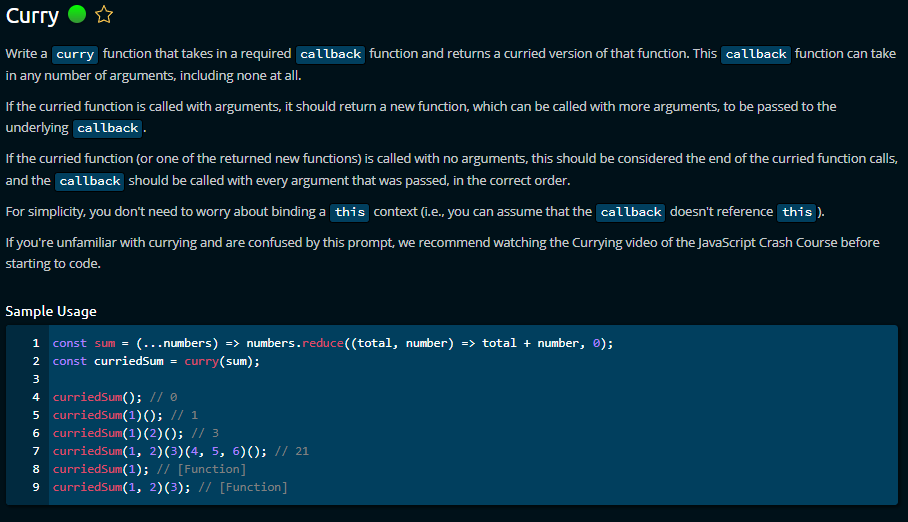 Curry
Write a curry function that takes in a required callback function and returns a curried version of that function. This callback function can take
in any number of arguments, including none at all.
If the curried function is called with arguments, it should return a new function, which can be called with more arguments, to be passed to the
underlying callback.
If the curried function (or one of the returned new functions) is called with no arguments, this should be considered the end of the curried function calls,
and the callback should be called with every argument that was passed, in the correct order.
For simplicity, you don't need to worry about binding a this context (i.e., you can assume that the callback doesn't reference this).
If you're unfamiliar with currying and are confused by this prompt, we recommend watching the Currying video of the JavaScript Crash Course before
starting to code.
Sample Usage
1 const sum = (...numbers) => numbers.reduce((total, number) => total + number, 0);
2 const curriedSum = curry(sum);
3
4 curriedSum(); // 0
5 curriedSum(1)(); // 1
6 curriedSum(1)(2)(); // 3
7 curriedSum(1, 2)(3)(4, 5, 6)(); // 21
8 curriedSum(1); // [Function]
9 curriedSum(1, 2)(3); // [Function]